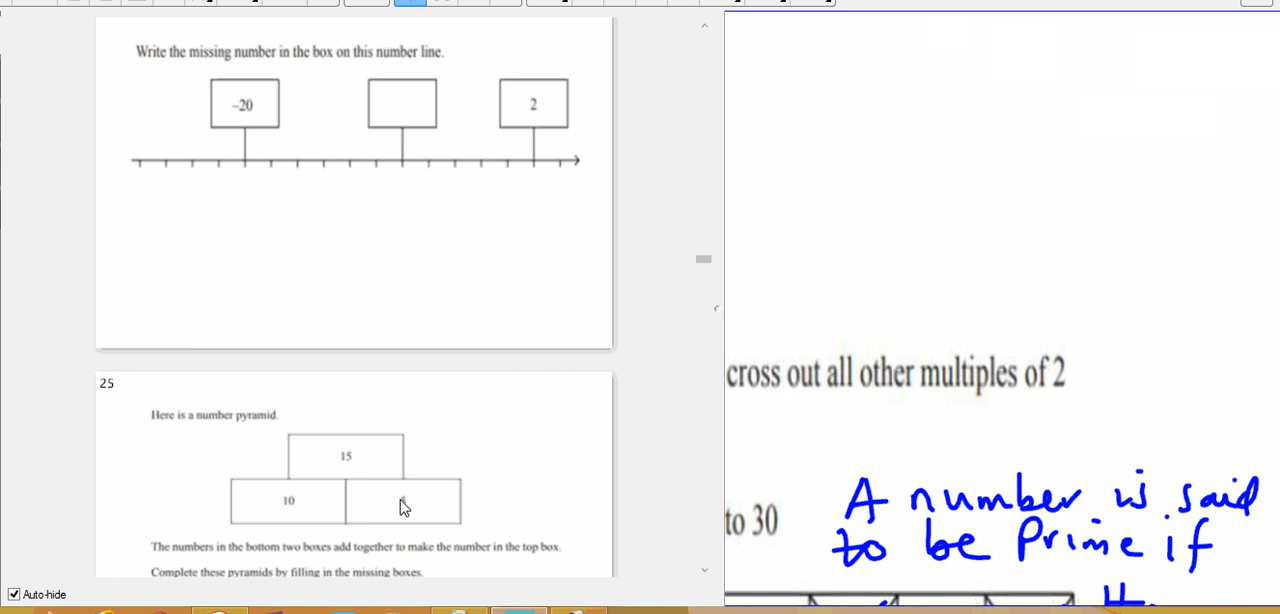 Write the missing number in the box on this number line.
–20
2
25
Here is a number pyramid.
15
10
The numbers in the bottom two boxes add together to make the number in the top box.
Complete these pyramids by filling in the missing boxes.
Auto-hide
cross out all other multiples of 2
to 30
A number is said
to be Prime if